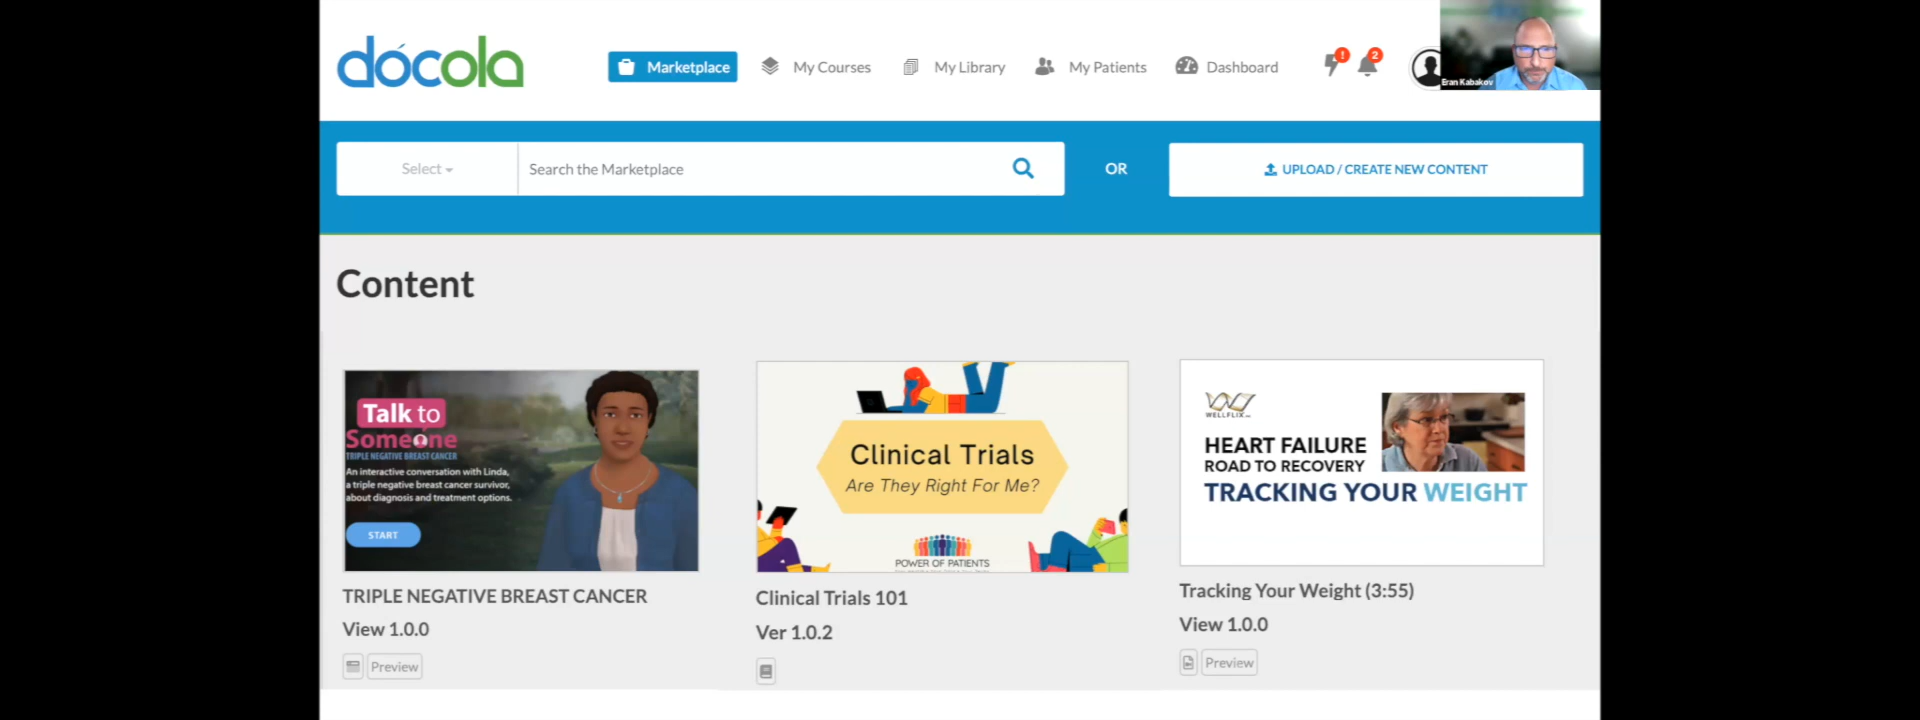 dócola
Marketplace
My Courses
My Library
My Patients
Dashboard
!
2
Eran Kabakov
Select
Search the Marketplace
OR
UPLOAD / CREATE NEW CONTENT
Content
Talk to
Someone
TRIPLE NEGATIVE BREAST CANCER
An interactive conversation with Linda,
a triple negative breast cancer survivor,
about diagnosis and treatment options.
START
TRIPLE NEGATIVE BREAST CANCER
View 1.0.0
Preview
Clinical Trials
Are They Right For Me?
POWER OF PATIENTS
Clinical Trials 101
Ver 1.0.2
WELLFLIX
HEART FAILURE
ROAD TO RECOVERY
TRACKING YOUR WEIGHT
Tracking Your Weight (3:55)
View 1.0.0
Preview